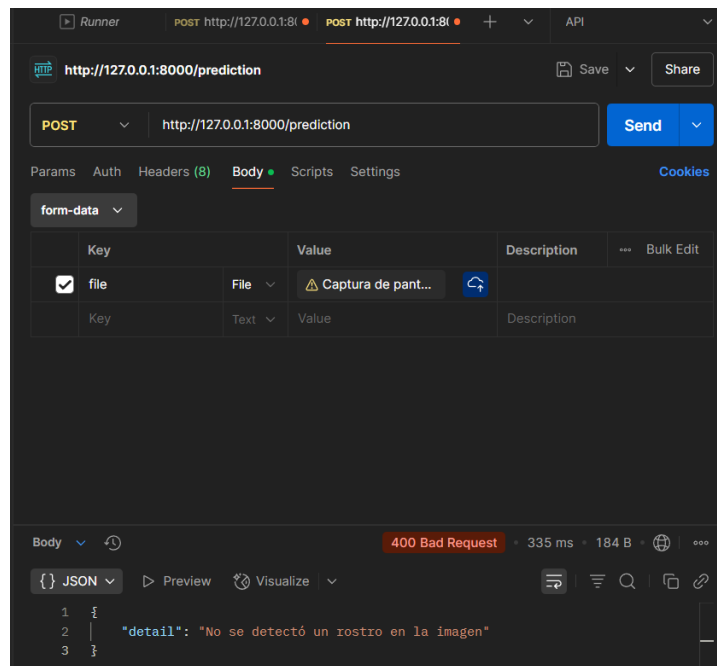 Runner POST http://127.0.0.1:8( POST http://127.0.0.1:8( + API
HTTP http://127.0.0.1:8000/prediction Save Share
POST http://127.0.0.1:8000/prediction Send
Params Auth Headers (8) Body Scripts Settings Cookies
form-data
Key Value Description ••• Bulk Edit
file File Captura de pant...
Key Text Value Description
Body 400 Bad Request • 335 ms • 184 B •••
{} JSON Preview Visualize
1 {
2 "detail": "No se detectó un rostro en la imagen"
3 }